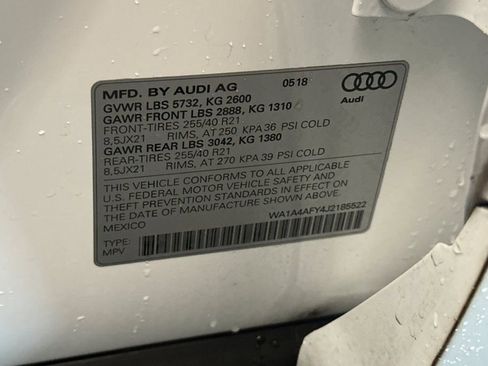 MFD. BY AUDI AG 0518
GVWR LBS 5732, KG 2600
GAWR FRONT LBS 2888, KG 1310
FRONT-TIRES 255/40 R21
8,5JX21 RIMS, AT 250 KPA 36 PSI COLD
GAWR REAR LBS 3042, KG 1380
REAR-TIRES 255/40 R21
8,5JX21 RIMS, AT 270 KPA 39 PSI COLD
THIS VEHICLE CONFORMS TO ALL APPLICABLE
U.S. FEDERAL MOTOR VEHICLE SAFETY, BUMPER AND
THEFT PREVENTION STANDARDS IN EFFECT ON
THE DATE OF MANUFACTURE SHOWN ABOVE.
MEXICO
WA1A4AFY4J2185522
TYPE:
MPV
Audi